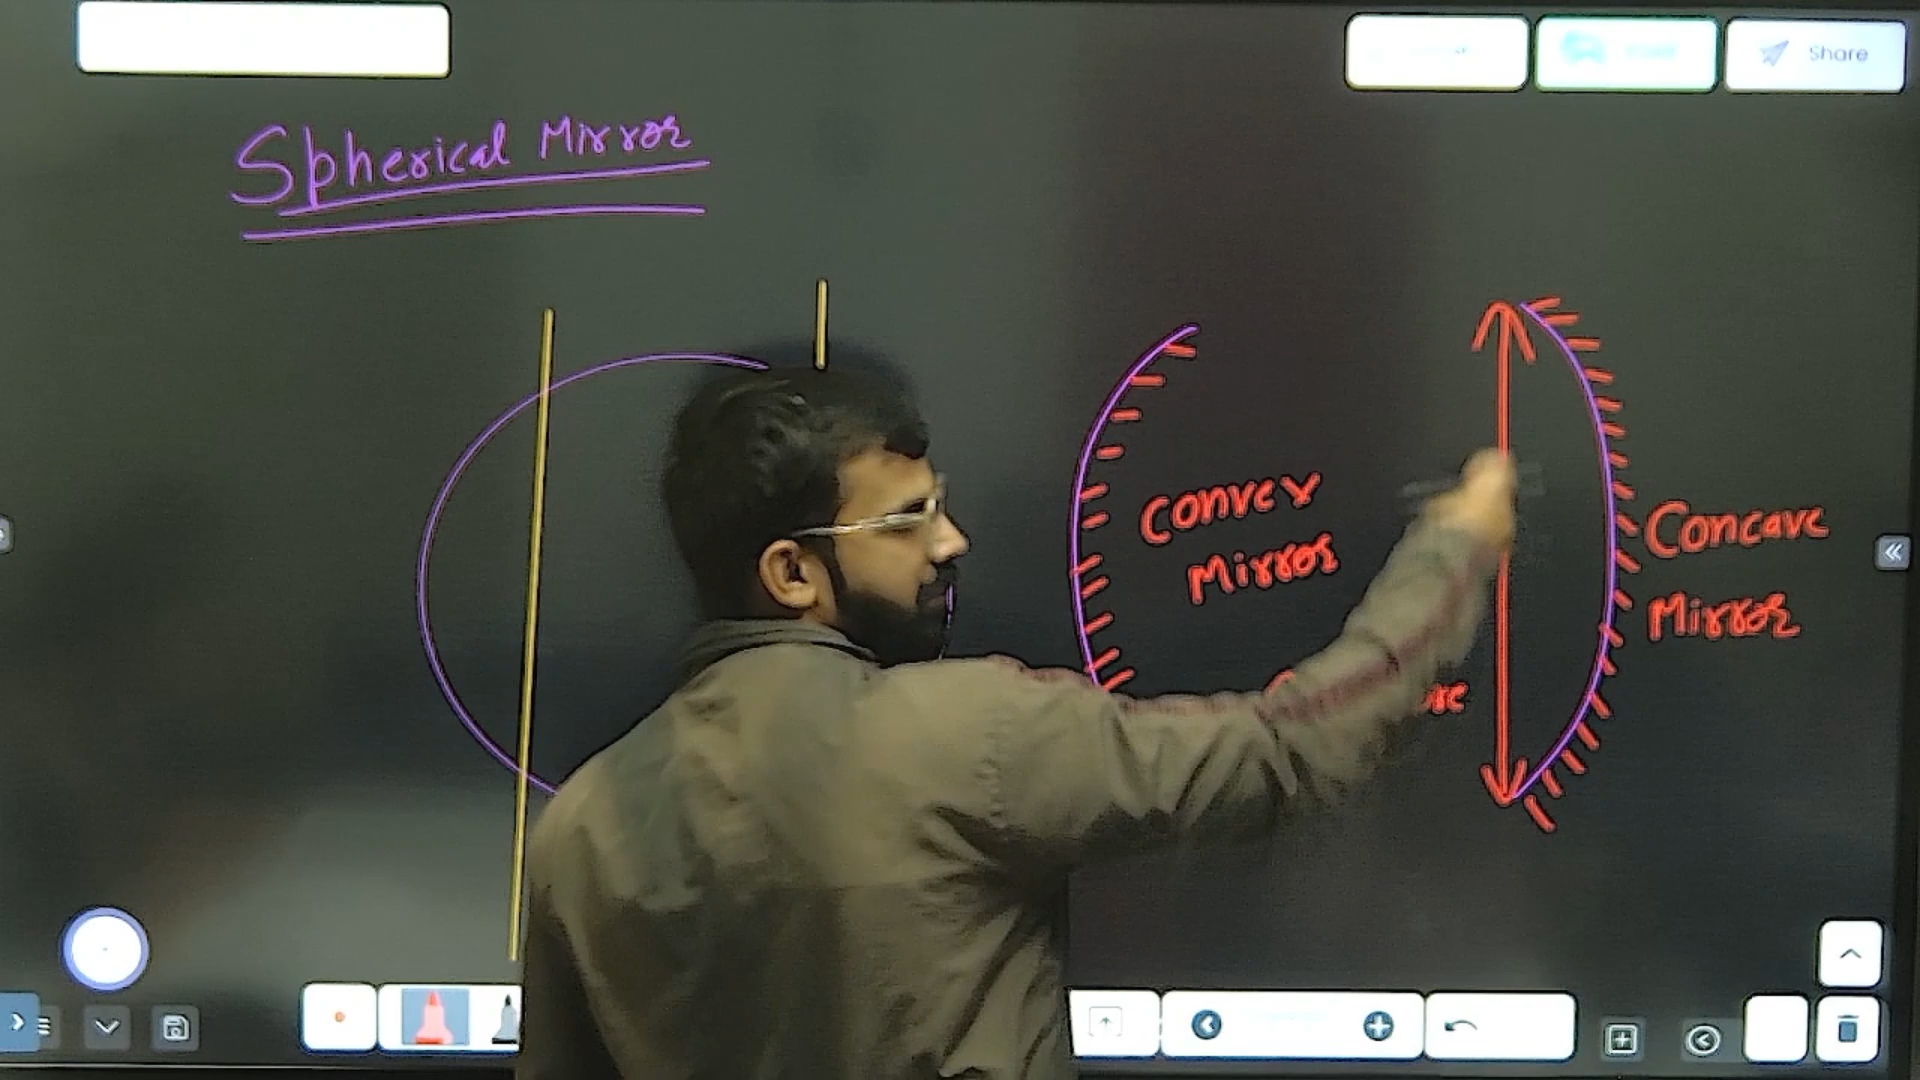 Share
Spherical Mirror
Convex
Mirror
Concave
Mirror